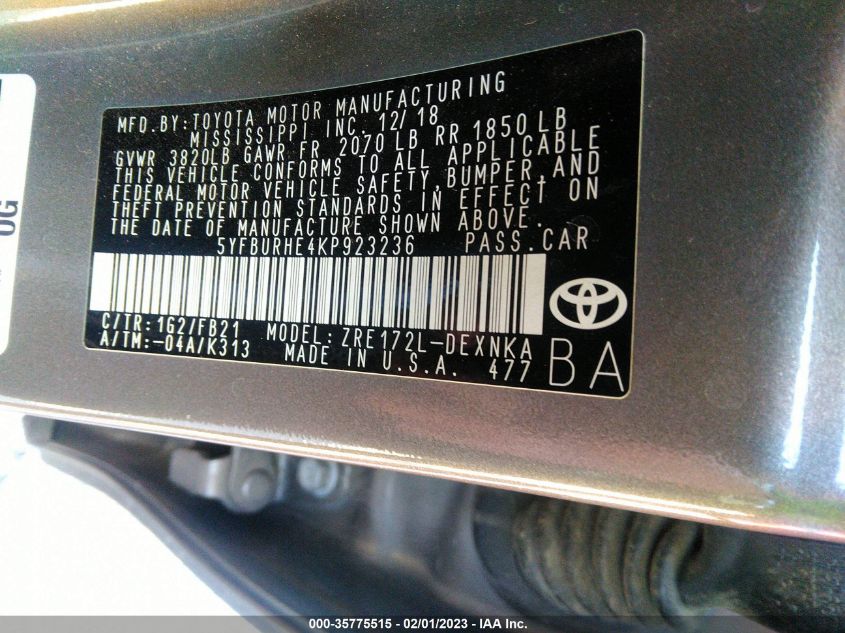 MFD.BY:TOYOTA MOTOR MANUFACTURING
MISSISSIPPI INC. 12/18
GVWR 3820LB GAWR FR 2070 LB RR 1850 LB
THIS VEHICLE CONFORMS TO ALL APPLICABLE
FEDERAL MOTOR VEHICLE SAFETY,BUMPER,AND
THEFT PREVENTION STANDARDS IN EFFECT ON
THE DATE OF MANUFACTURE SHOWN ABOVE.
5YFBURHE4KP923236 PASS.CAR
C/TR:1G2/FB21 MODEL: ZRE172L-DEXNKA
A/TM:-04A/K313 MADE IN U.S.A. 477
BA
OG
000-35775515 - 02/01/2023 - IAA Inc.